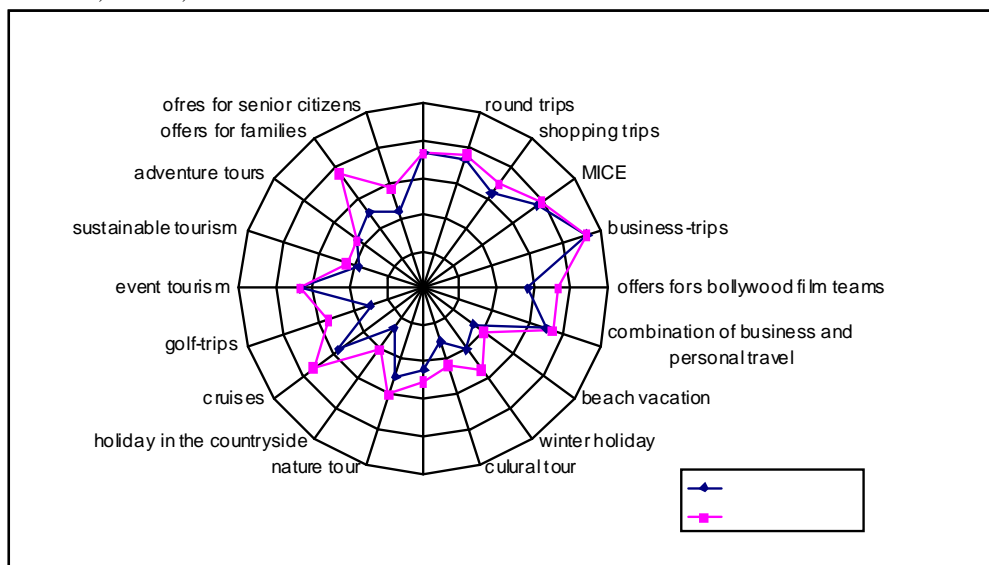 ofres for senior citizens
round trips
offers for families
shopping trips
adventure tours
MICE
sustainable tourism
business-trips
event tourism
offers fors bollywood film teams
golf-trips
combination of business and
personal travel
cruises
beach vacation
holiday in the countryside
winter holiday
nature tour
culural tour